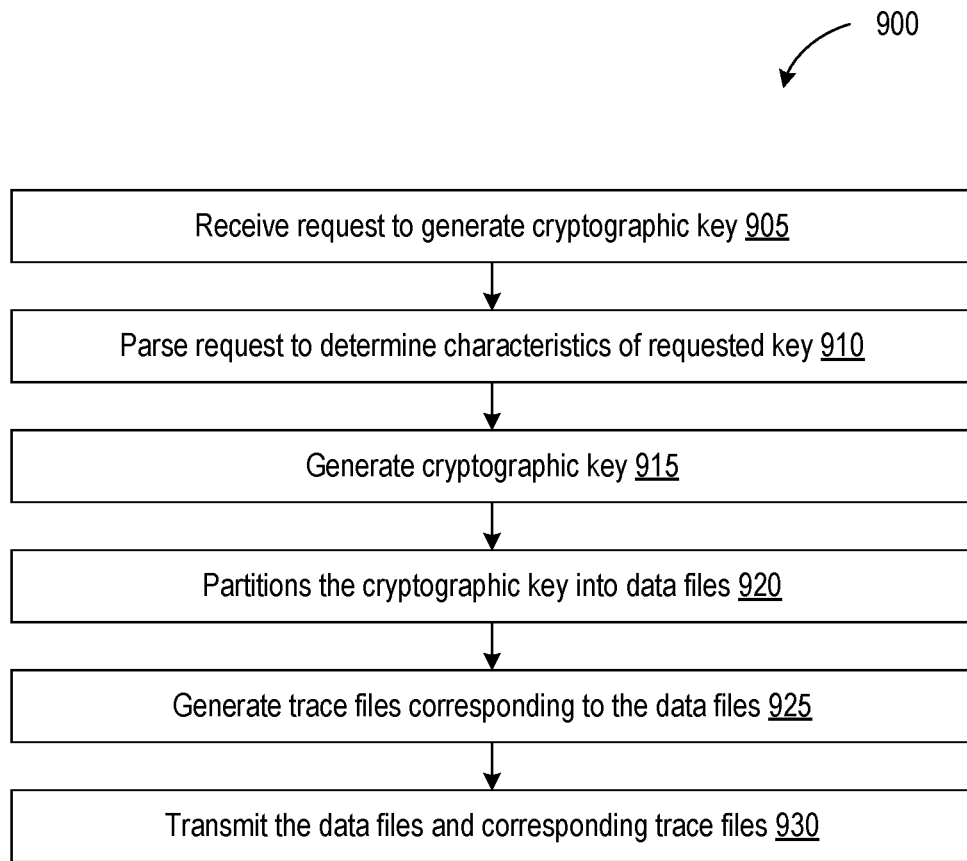 900
Receive request to generate cryptographic key 905
Parse request to determine characteristics of requested key 910
Generate cryptographic key 915
Partitions the cryptographic key into data files 920
Generate trace files corresponding to the data files 925
Transmit the data files and corresponding trace files 930